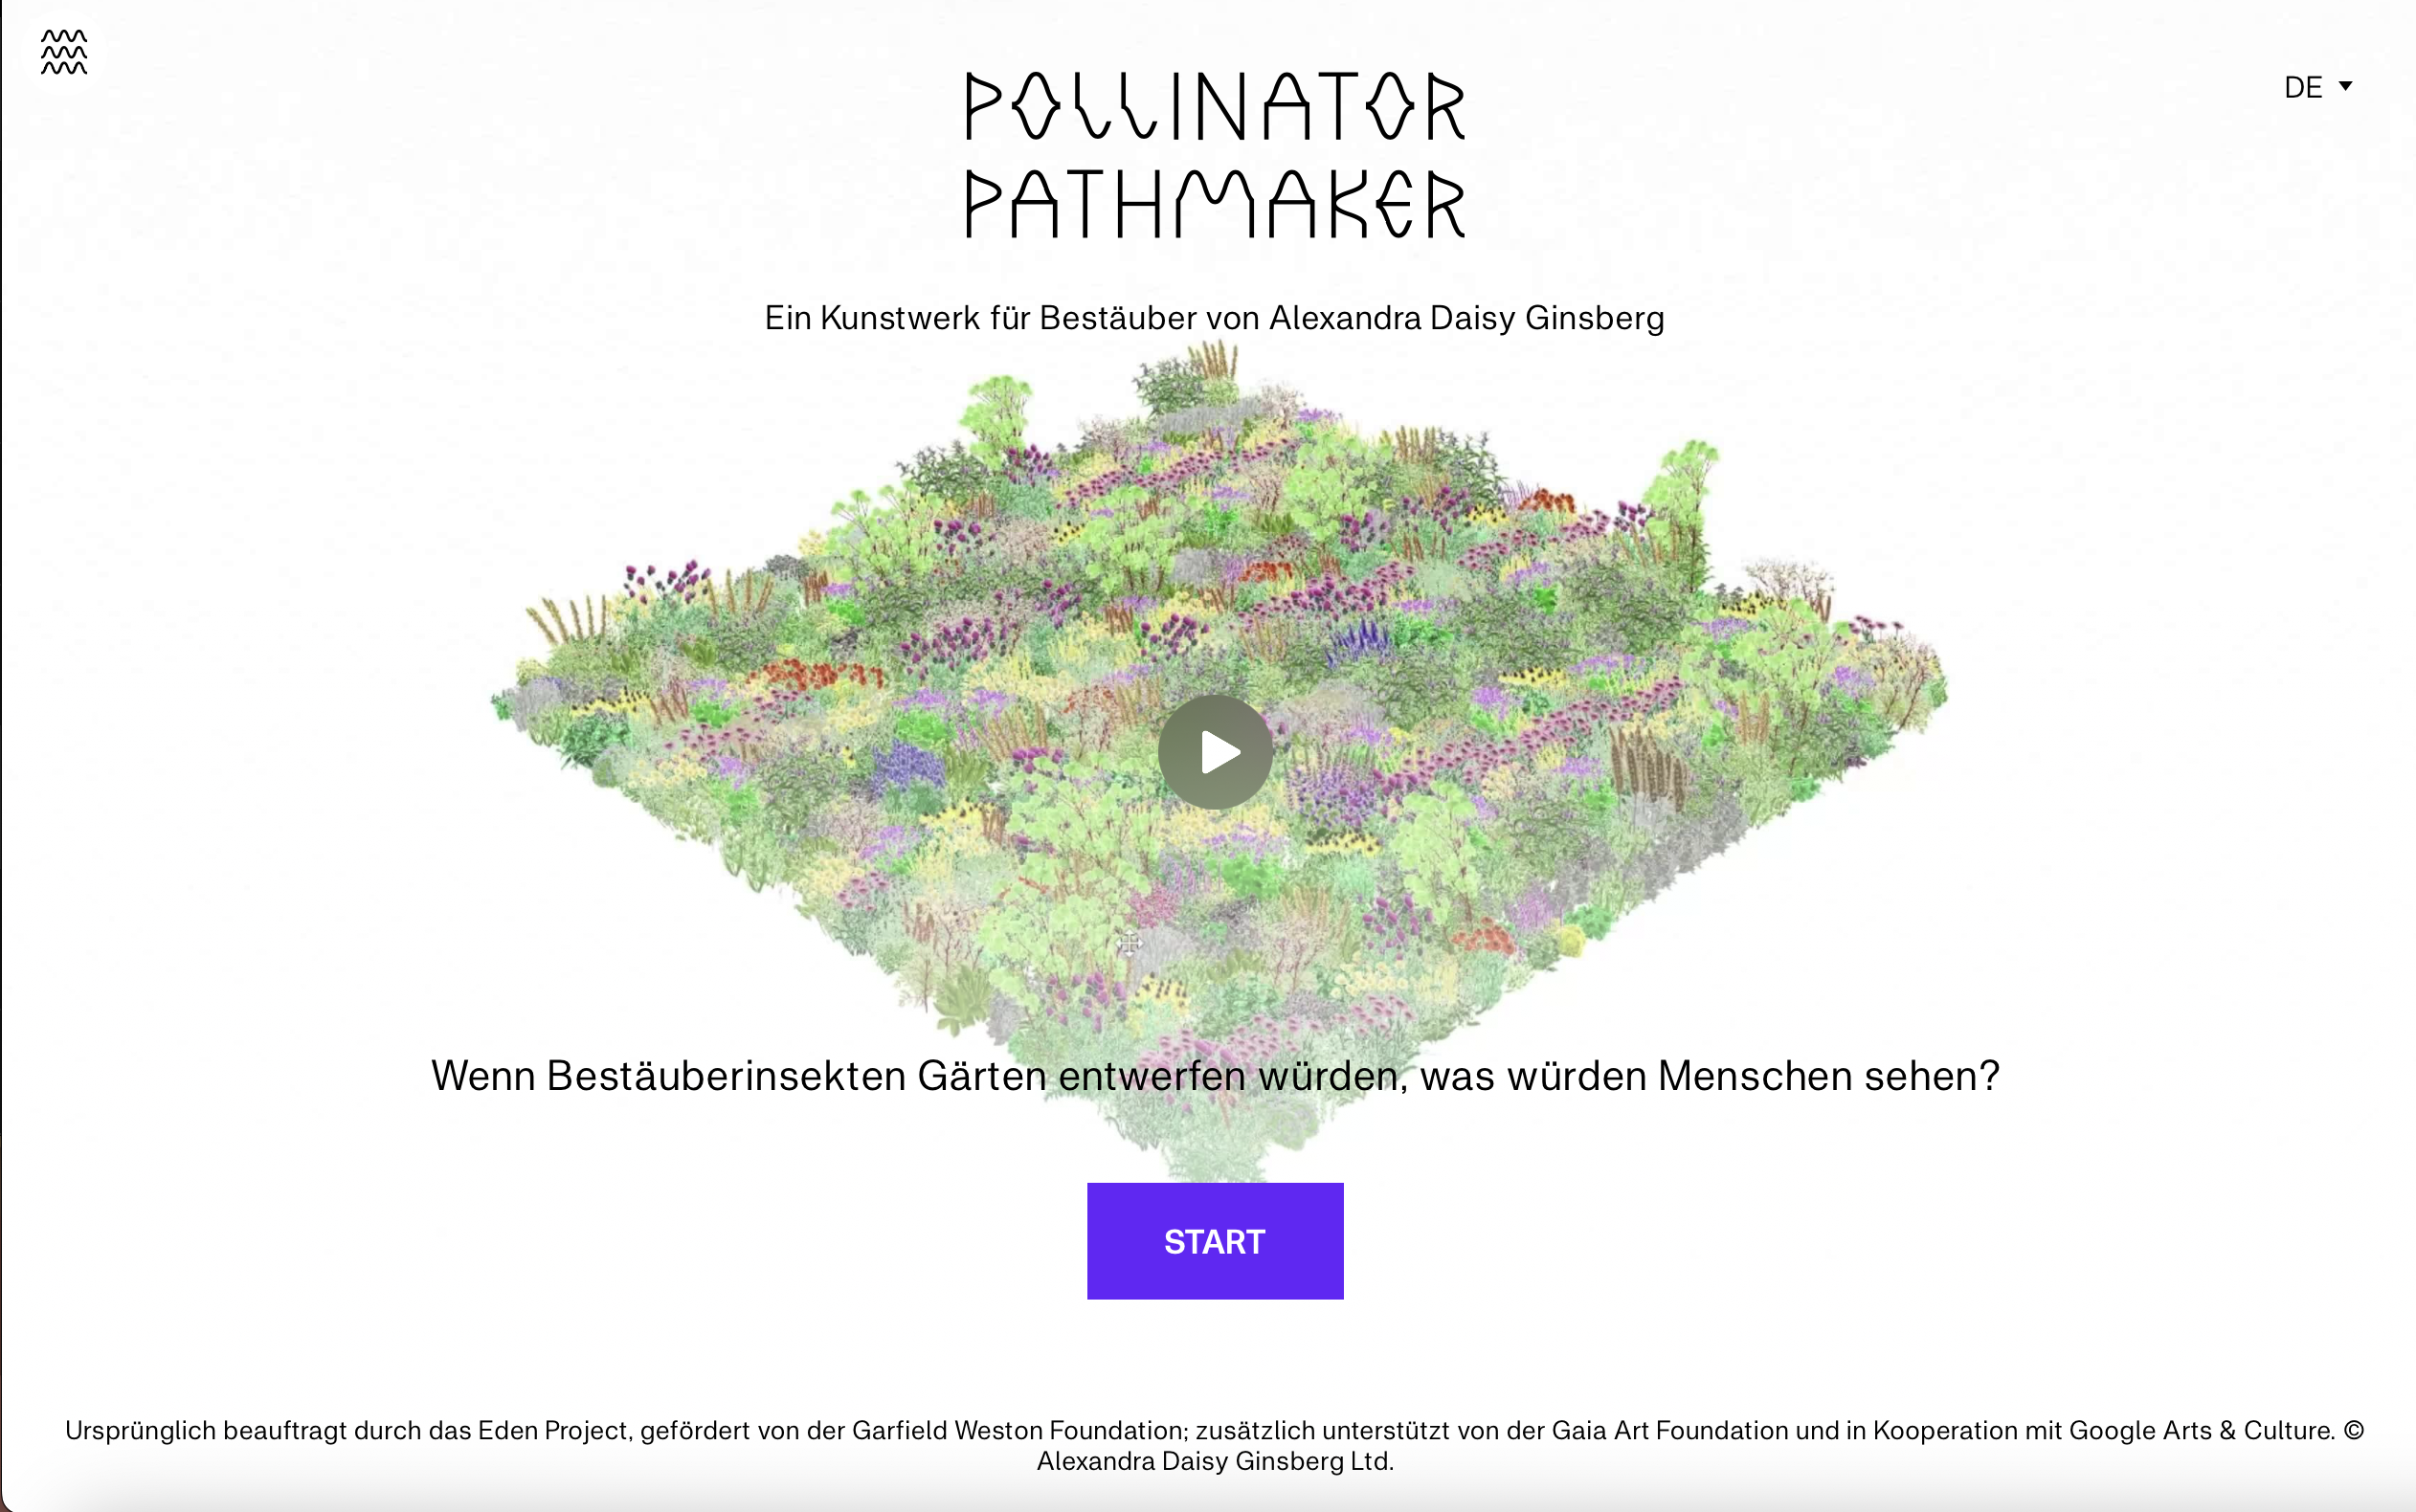 POLLINATOR
PATHMAKER
DE
Ein Kunstwerk für Bestäuber von Alexandra Daisy Ginsberg
Wenn Bestäuberinsekten Gärten entwerfen würden, was würden Menschen sehen?
START
Ursprünglich beauftragt durch das Eden Project, gefördert von der Garfield Weston Foundation; zusätzlich unterstützt von der Gaia Art Foundation und in Kooperation mit Google Arts & Culture. ©
Alexandra Daisy Ginsberg Ltd.